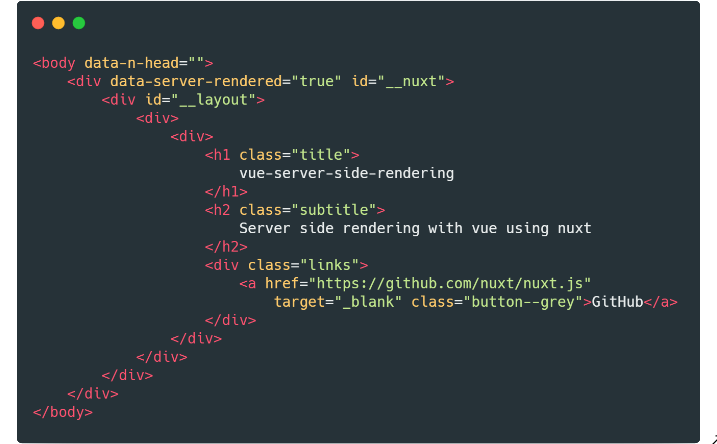 <body data-n-head="">
    <div data-server-rendered="true" id="__nuxt">
        <div id="__layout">
            <div>
                <div>
                    <h1 class="title">
                        vue-server-side-rendering
                    </h1>
                    <h2 class="subtitle">
                        Server side rendering with vue using nuxt
                    </h2>
                    <div class="links">
                        <a href="https://github.com/nuxt/nuxt.js"
                            target="_blank" class="button--grey">GitHub</a>
                    </div>
                </div>
            </div>
        </div>
    </div>
</body>